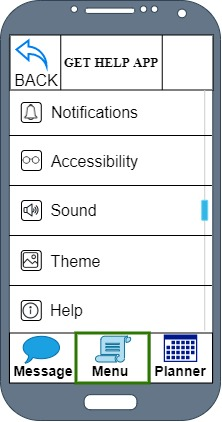 GET HELP APP
BACK
Notifications
Accessibility
Sound
Theme
Help
Message Menu Planner